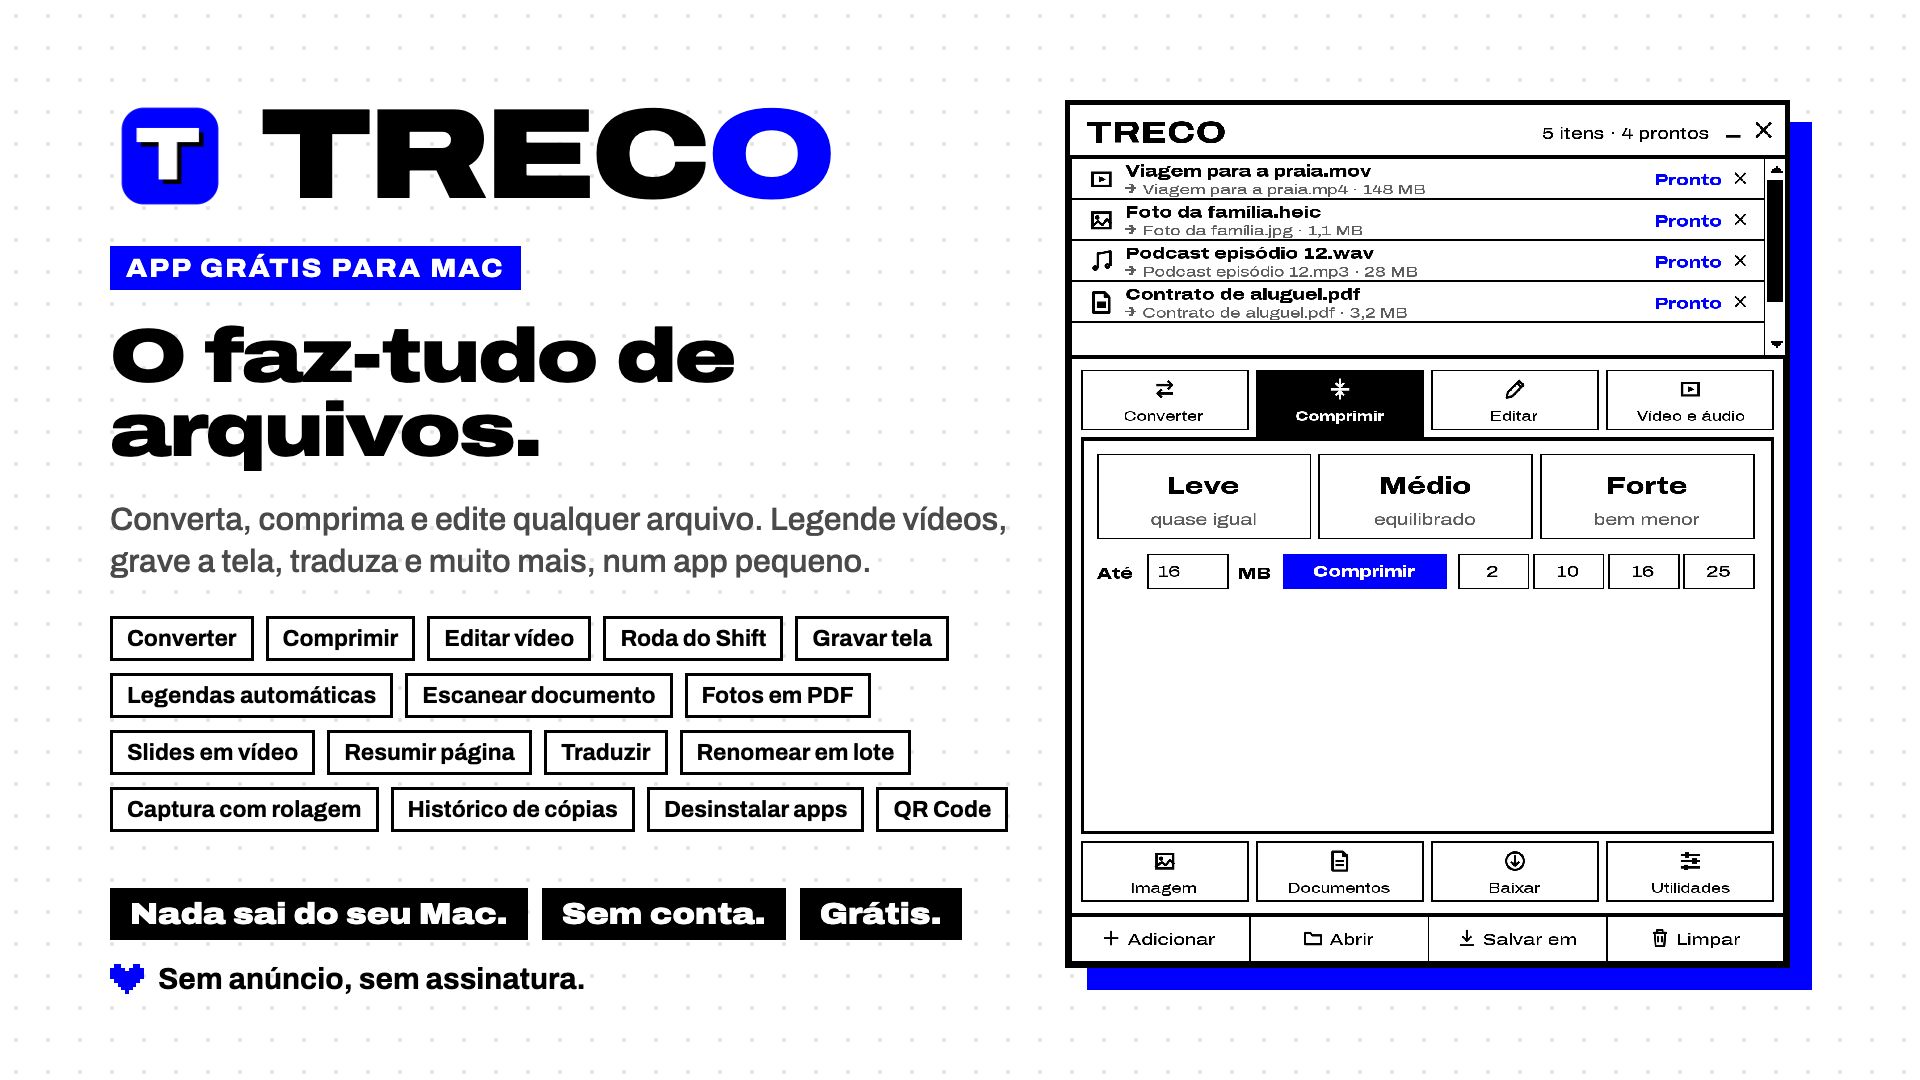 T TRECO
APP GRÁTIS PARA MAC
O faz-tudo de
arquivos.
Converta, comprima e edite qualquer arquivo. Legende vídeos,
grave a tela, traduza e muito mais, num app pequeno.
Converter Comprimir Editar vídeo Roda do Shift Gravar tela
Legendas automáticas Escanear documento Fotos em PDF
Slides em vídeo Resumir página Traduzir Renomear em lote
Captura com rolagem Histórico de cópias Desinstalar apps QR Code
Nada sai do seu Mac. Sem conta. Grátis.
Sem anúncio, sem assinatura.
TRECO 5 itens · 4 prontos
Viagem para a praia.mov
→ Viagem para a praia.mp4 · 148 MB
Pronto
Foto da família.heic
→ Foto da família.jpg · 1,1 MB
Pronto
Podcast episódio 12.wav
→ Podcast episódio 12.mp3 · 28 MB
Pronto
Contrato de aluguel.pdf
→ Contrato de aluguel.pdf · 3,2 MB
Pronto
Converter Comprimir Editar Vídeo e áudio
Leve Médio Forte
quase igual equilibrado bem menor
Até 16 MB Comprimir 2 10 16 25
Imagem Documentos Baixar Utilidades
Adicionar Abrir Salvar em Limpar